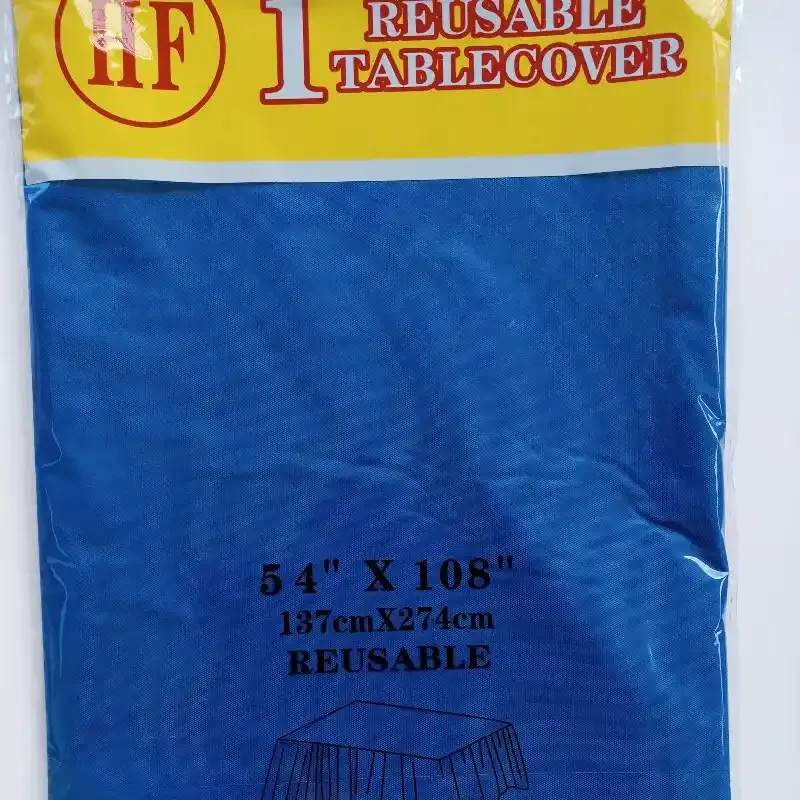 HF
1
REUSABLE
TABLECOVER
54" X 108"
137cmX274cm
REUSABLE